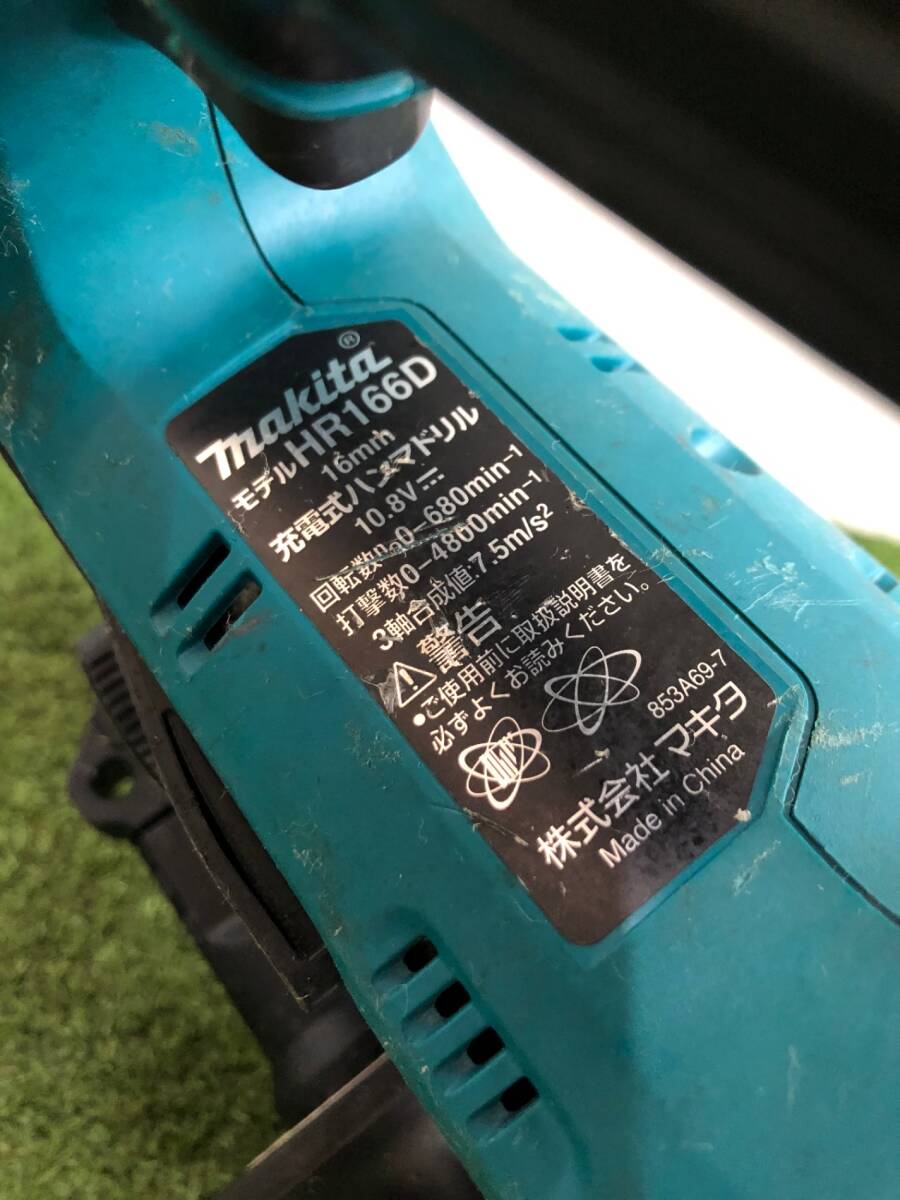 makita®
モデルHR166D
16mm
充電式ハンマドリル
10.8V⎓
回転数n₀0-680min⁻¹
打撃数0-4800min⁻¹
3軸合成値:7.5m/s²
⚠警告
●ご使用前に取扱説明書を
必ずよくお読みください。
853A69-7
株式会社マキタ
Made in China